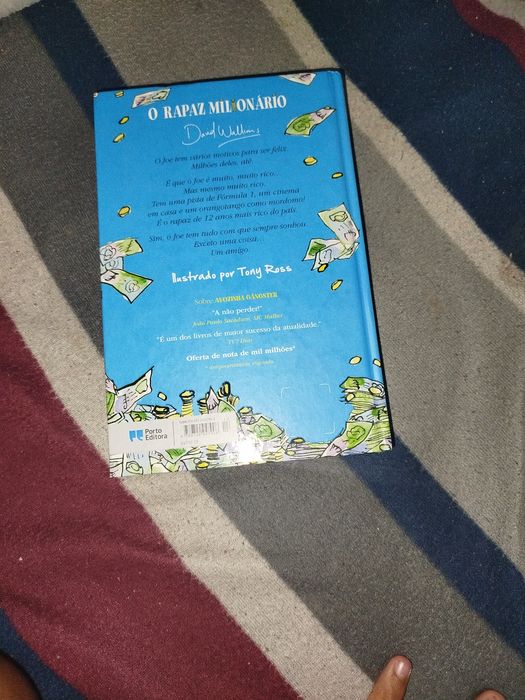 O RAPAZ MILIONÁRIO
David Walliams
O Joe tem vários motivos para ser feliz.
Milhões deles, até.
É que o Joe é muito, muito rico...
Mas mesmo muito rico.
Tem uma pista de Fórmula 1, um cinema
em casa e um orangotango como mordomo!
É o rapaz de 12 anos mais rico do país.
Sim, o Joe tem tudo com que sempre sonhou.
Exceto uma coisa...
Um amigo.
Ilustrado por Tony Ross
Sobre AVOZINHA GÂNGSTER
"A não perder!"
"É um dos livros de maior sucesso da atualidade."
Oferta de nota de mil milhões*
Porto
Editora